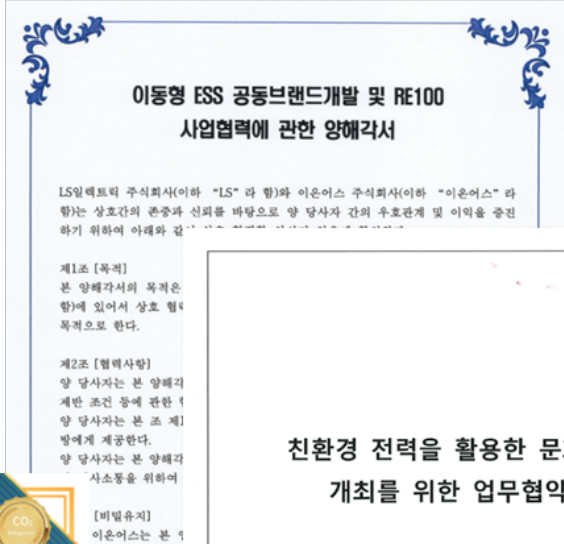 이동형 ESS 공동브랜드개발 및 RE100
사업협력에 관한 양해각서
LS일렉트릭 주식회사(이하 “LS” 라 함)와 이온어스 주식회사(이하 “이온어스” 라
함)는 상호간의 존중과 신뢰를 바탕으로 양 당사자 간의 우호관계 및 이익을 증진
하기 위하여 아래와
제1조 [목적]
본 양해각서의 목적은
함)에 있어서 상호
목적으로 한다.
제2조 [협력사항]
양 당사자는 본 양해각
제반 조건 등에 관한
양 당사자는 본 조
방에게 제공한다.
양 당사자는 본 양해각
사소통을 위하여
[비밀유지]
이온어스는 본
친환경 전력을 활용한
개최를 위한 업무협약
CO₂